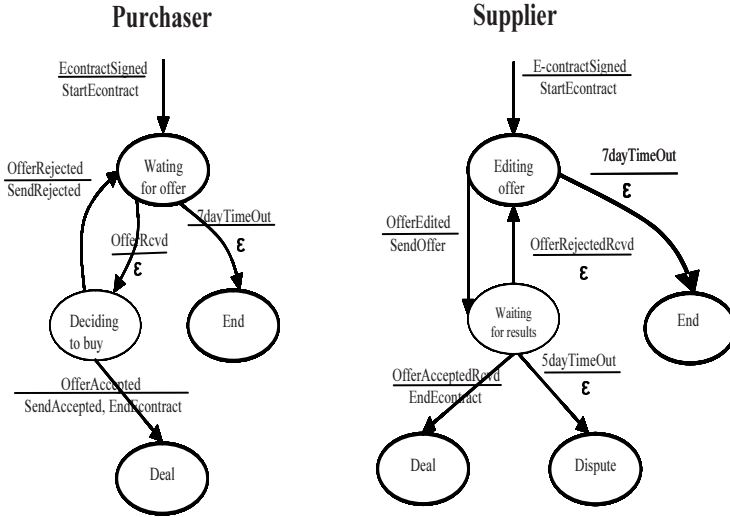 Purchaser
EcontractSigned
StartEcontract
Wating
for offer
OfferRejected
SendRejected
OfferRcvd
ε
7dayTimeOut
ε
Deciding
to buy
End
OfferAccepted
SendAccepted, EndEcontract
Deal
Supplier
E-contractSigned
StartEcontract
Editing
offer
7dayTimeOut
ε
OfferEdited
SendOffer
OfferRejectedRcvd
ε
Waiting
for results
End
OfferAcceptedRcvd
EndEcontract
5dayTimeOut
ε
Deal
Dispute